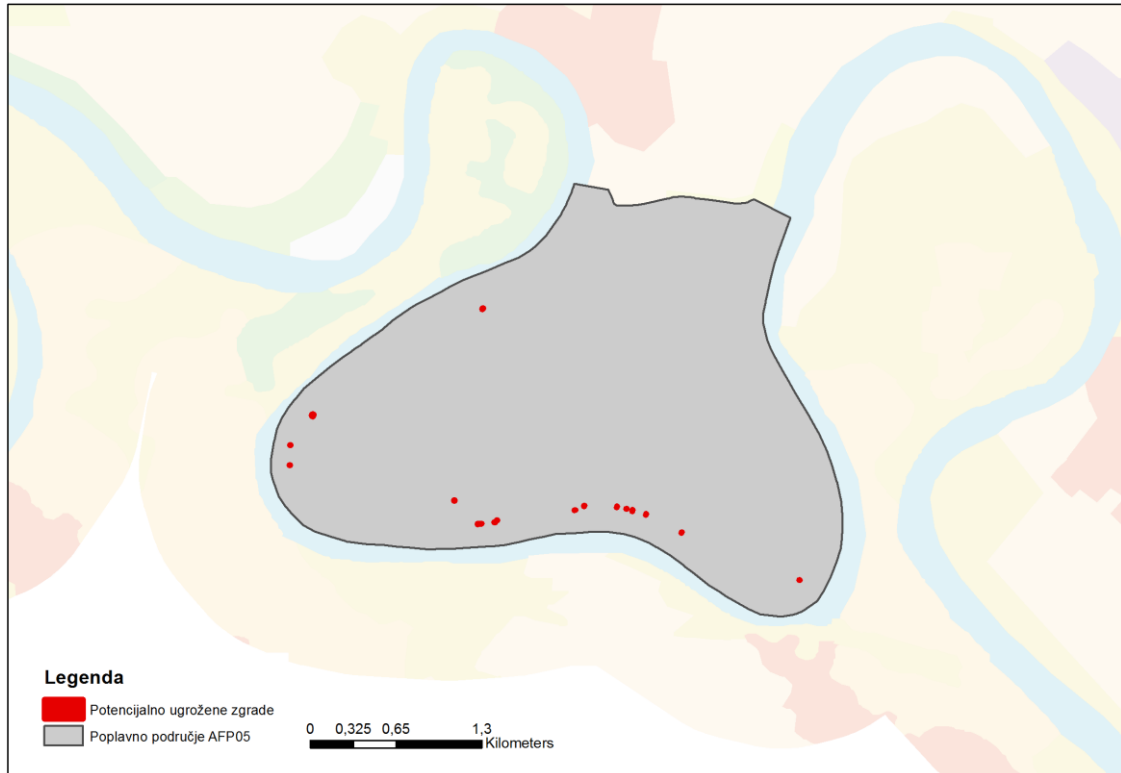 Legenda
Potencijalno ugrožene zgrade
Poplavno područje AFP05
0 0,325 0,65 1,3
Kilometers